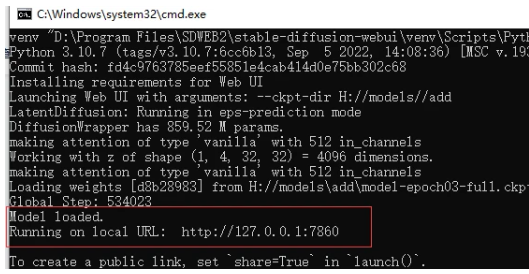 C:\Windows\system32\cmd.exe
venv "D:\Program Files\SDWEB2\stable-diffusion-webui\venv\Scripts\Pyth
Python 3.10.7 (tags/v3.10.7:6cc6b13, Sep  5 2022, 14:08:36) [MSC v.193
Commit hash: fd4c9763785eef55851e4cab414d0e75bb302c68
Installing requirements for Web UI
Launching Web UI with arguments: --ckpt-dir H://models//add
LatentDiffusion: Running in eps-prediction mode
DiffusionWrapper has 859.52 M params.
making attention of type 'vanilla' with 512 in_channels
Working with z of shape (1, 4, 32, 32) = 4096 dimensions.
making attention of type 'vanilla' with 512 in_channels
Loading weights [d8b28983] from H://models\add\model-epoch03-full.ckp
Global Step: 534023
Model loaded.
Running on local URL:  http://127.0.0.1:7860
To create a public link, set `share=True` in `launch()`.